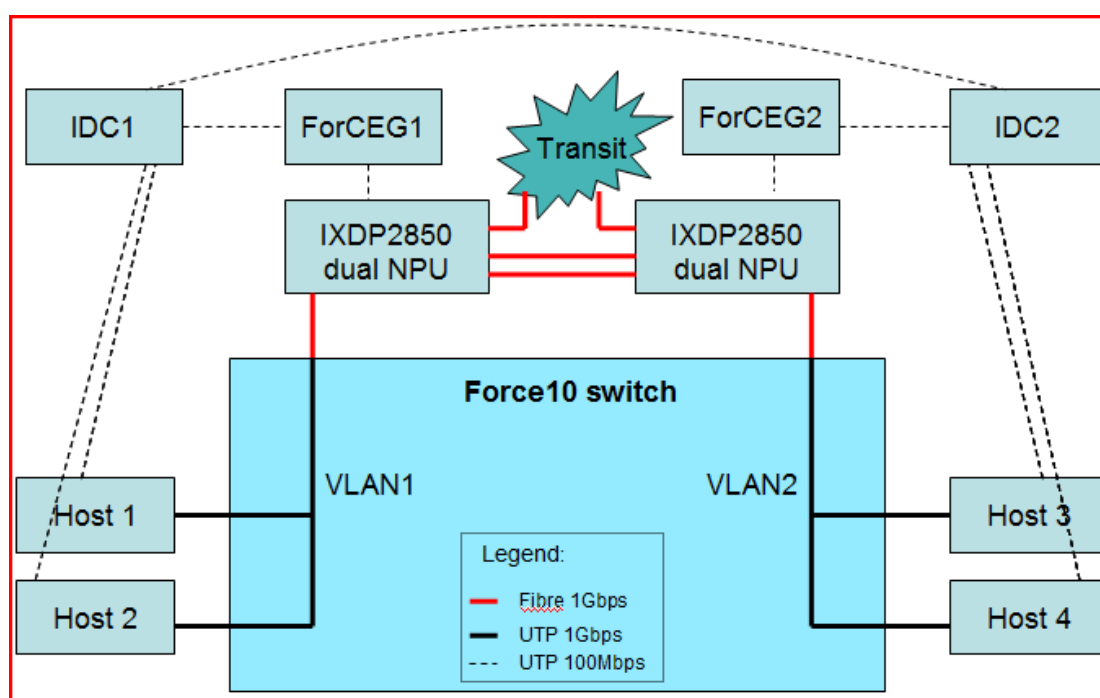 IDC1
ForCEG1
Transit
ForCEG2
IDC2
IXDP2850
dual NPU
IXDP2850
dual NPU
Force10 switch
VLAN1
VLAN2
Host 1
Host 3
Host 2
Host 4
Legend:
Fibre 1Gbps
UTP 1Gbps
UTP 100Mbps